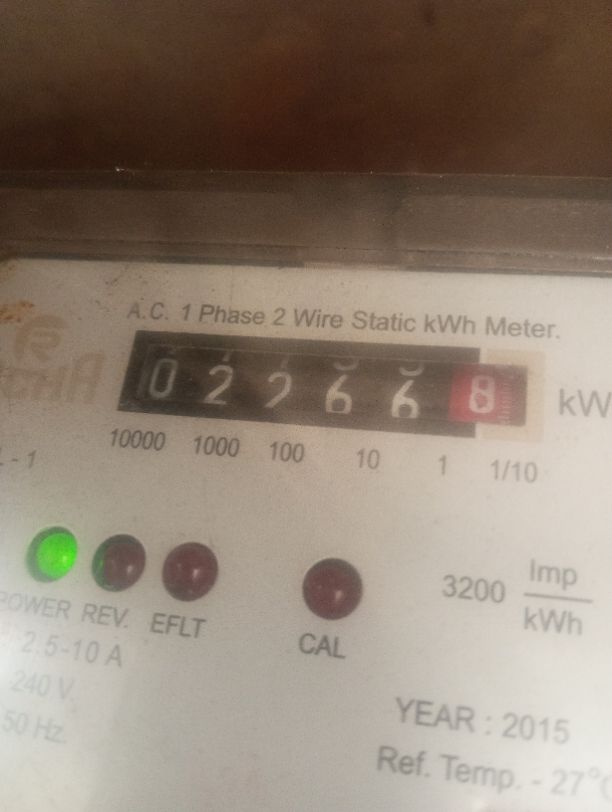 A.C. 1 Phase 2 Wire Static kWh Meter.
0 2 2 6 6 8 kW
10000 1000 100 10 1 1/10
- 1
3200 Imp/kWh
POWER REV. EFLT CAL
2.5-10 A
240 V.
50 Hz.
YEAR : 2015
Ref. Temp. - 27°C